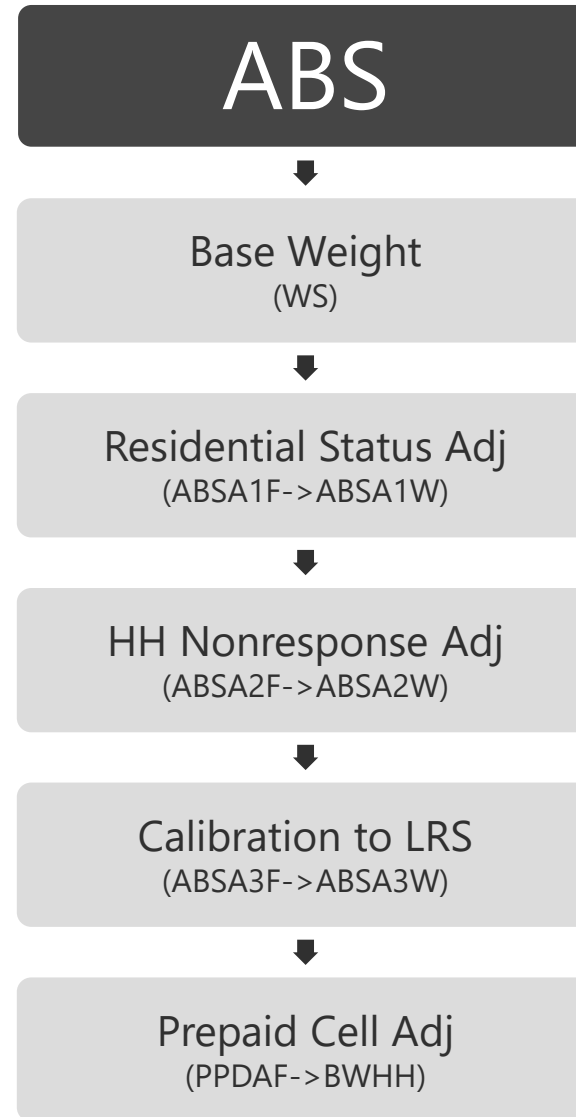 ABS
Base Weight
(WS)
Residential Status Adj
(ABSA1F->ABSA1W)
HH Nonresponse Adj
(ABSA2F->ABSA2W)
Calibration to LRS
(ABSA3F->ABSA3W)
Prepaid Cell Adj
(PPDAF->BWHH)